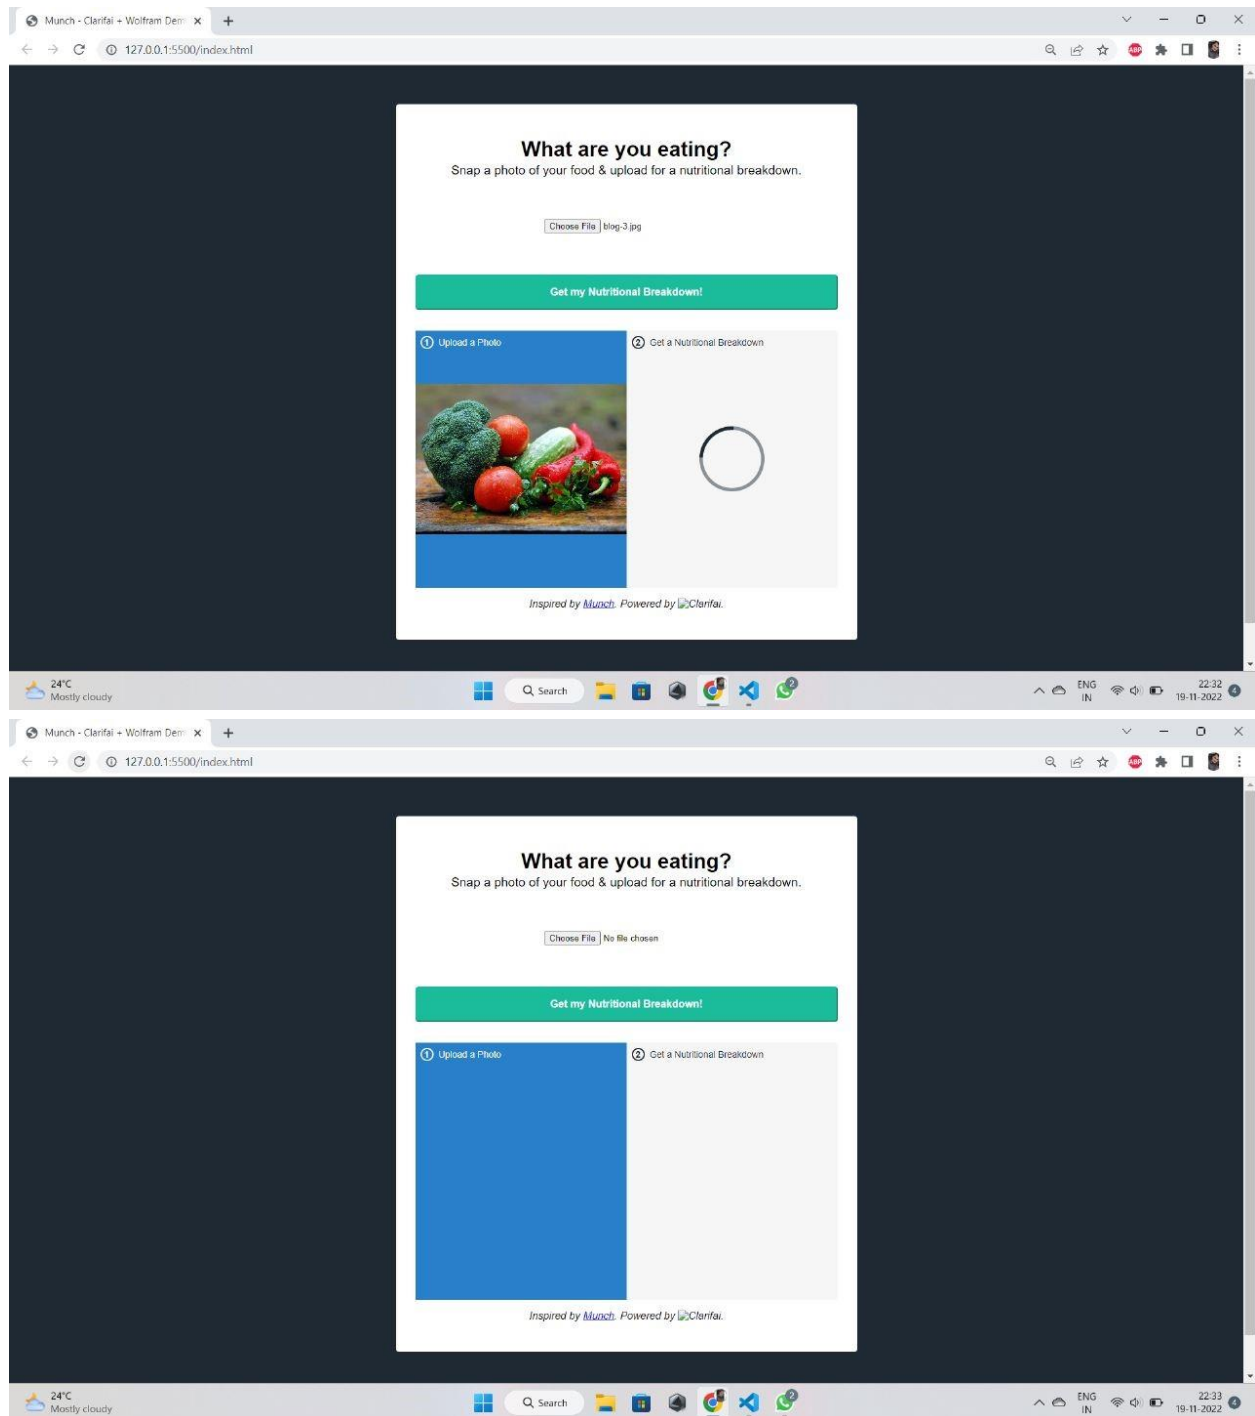 Munch - Clarifai + Wolfram Dem
127.0.0.1:5500/index.html
ABP
What are you eating?
Snap a photo of your food & upload for a nutritional breakdown.
Choose File blog-3.jpg
Get my Nutritional Breakdown!
1 Upload a Photo
2 Get a Nutritional Breakdown
Inspired by Munch. Powered by Clarifai.
24°C
Mostly cloudy
Search
2
ENG
IN
22:32
19-11-2022
4
Munch - Clarifai + Wolfram Dem
127.0.0.1:5500/index.html
ABP
What are you eating?
Snap a photo of your food & upload for a nutritional breakdown.
Choose File No file chosen
Get my Nutritional Breakdown!
1 Upload a Photo
2 Get a Nutritional Breakdown
Inspired by Munch. Powered by Clarifai.
24°C
Mostly cloudy
Search
2
ENG
IN
22:33
19-11-2022
4